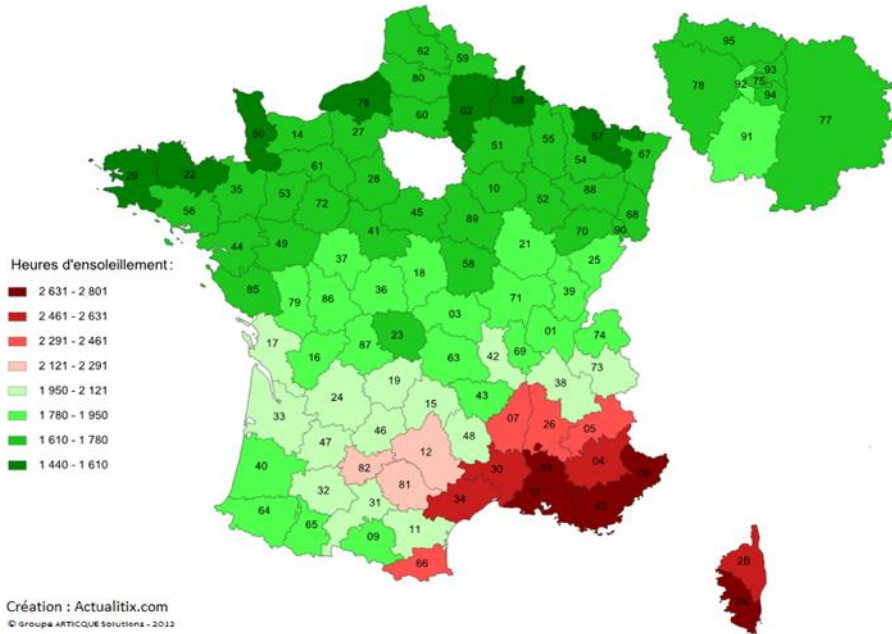 62 59
80
76 02 08
60
50 14 27 51 55 57
54 67
61
29 22 28
35 53 10 88
56 72 52
45 68
41 89
44 49 70 90
21
37 58 25
18
85
79 86 36 71 39
03
23 01 74
17
16 87 63 42 69
73
19 38
24 43
15
33 07 26 05
46 48
47
12
40 82 30 84 04 06
81
32 34 13 83
31
64 65 11
09
66
2B
2A
95
93
92 75
78 94
77
91
Heures d'ensoleillement :
2 631 - 2 801
2 461 - 2 631
2 291 - 2 461
2 121 - 2 291
1 950 - 2 121
1 780 - 1 950
1 610 - 1 780
1 440 - 1 610
Création : Actualitix.com
© Groupe ARTICQUE Solutions - 2012